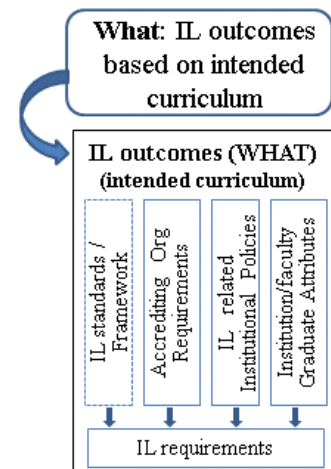 What: IL outcomes
based on intended
curriculum
IL outcomes (WHAT)
(intended curriculum)
IL standards /
Framework
Accrediting Org
Requirements
IL related
Institutional Policies
Institution/faculty
Graduate Attributes
IL requirements